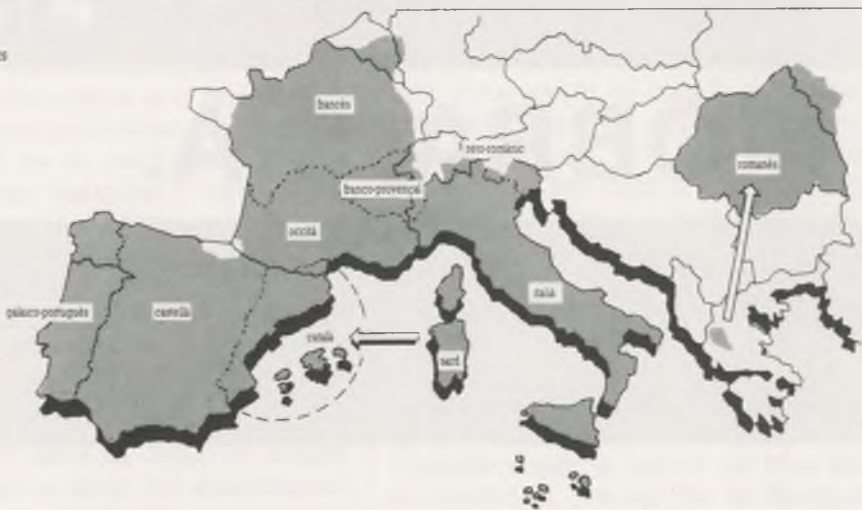 s
francès
reto-romànic
romanès
franco-provençal
occità
galaico-portuguès
castellà
italià
català
sard